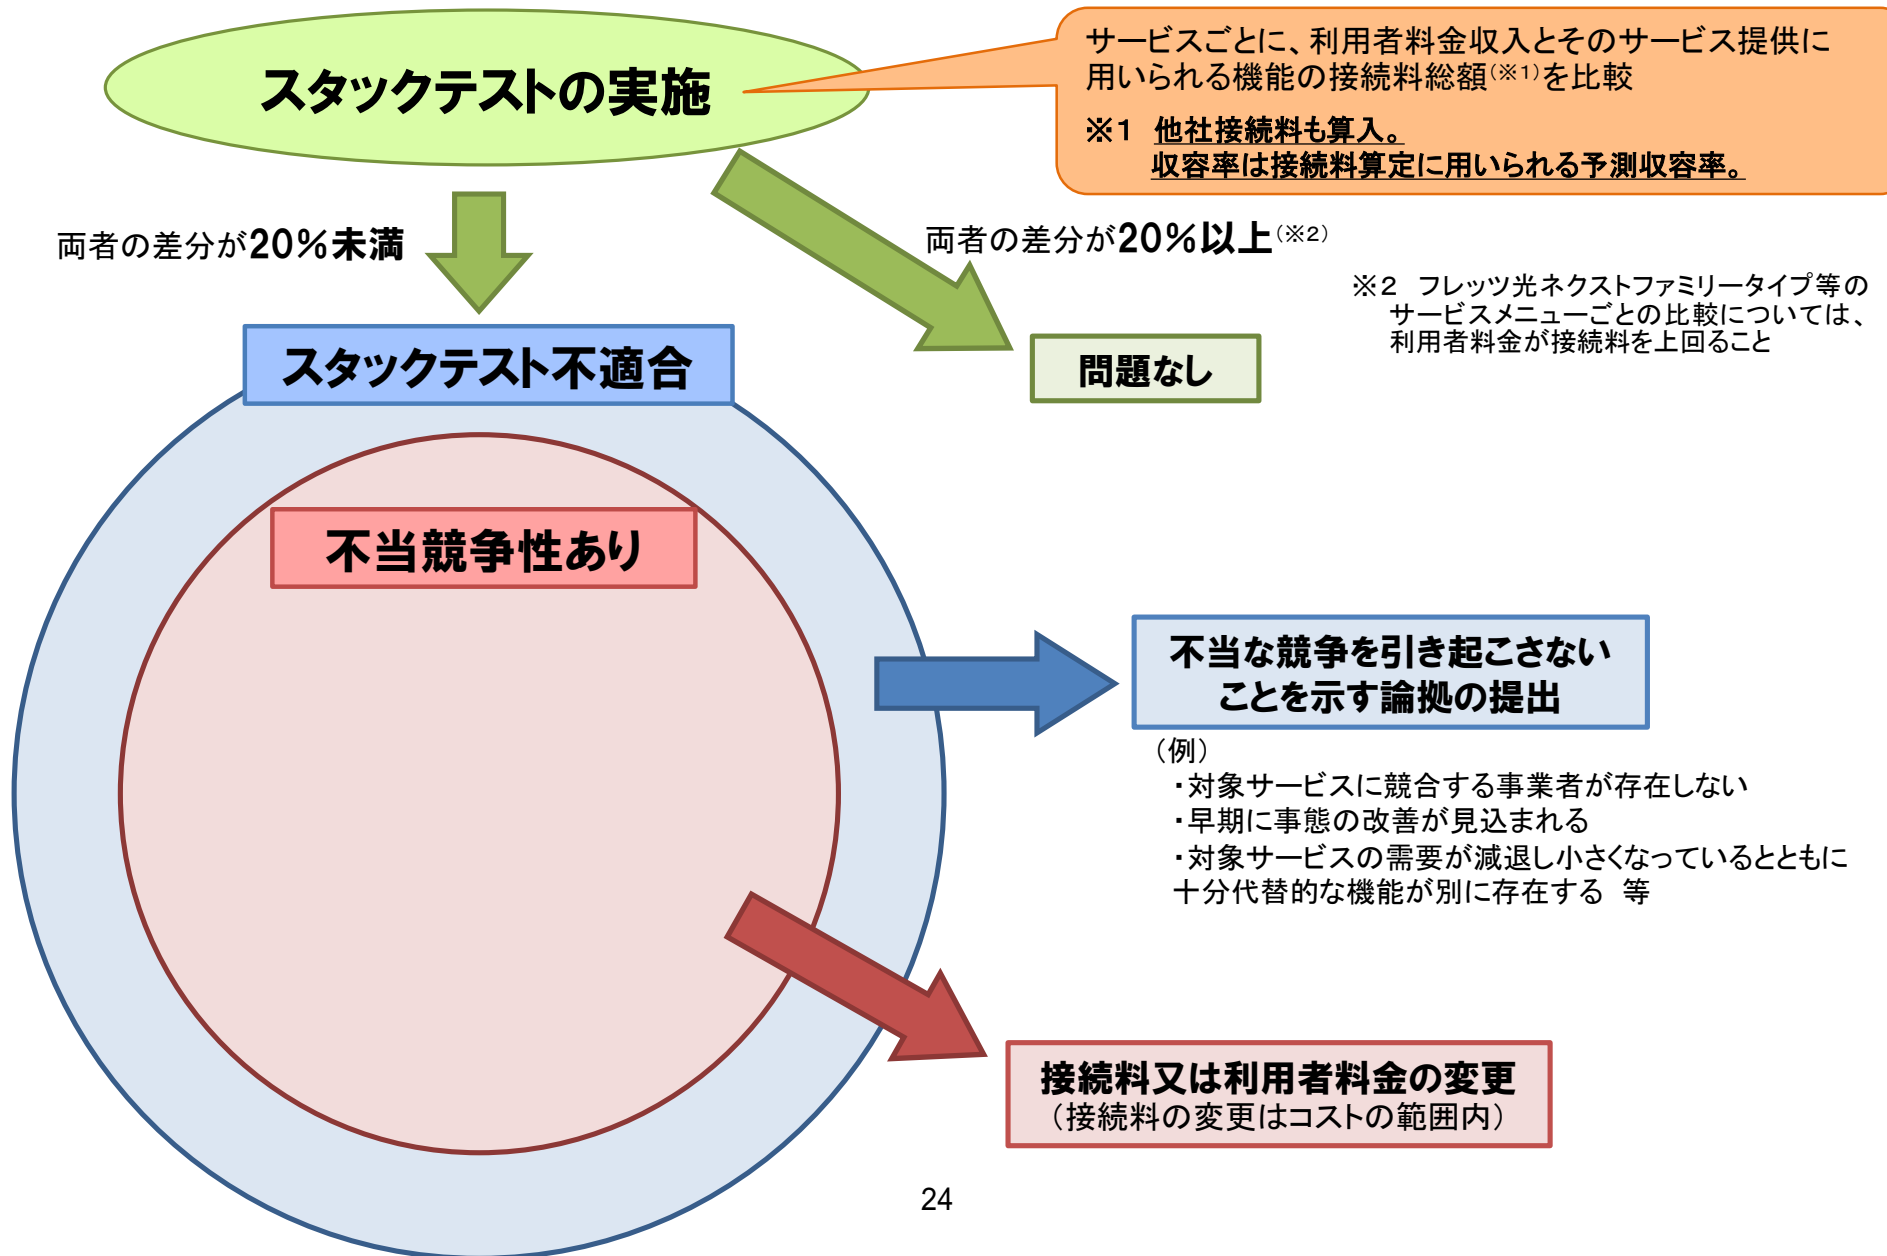 スタックテストの実施
サービスごとに、利用者料金収入とそのサービス提供に
用いられる機能の接続料総額(※1)を比較
※1 他社接続料も算入。
収容率は接続料算定に用いられる予測収容率。
両者の差分が20%未満
両者の差分が20%以上(※2)
※2 フレッツ光ネクストファミリータイプ等の
サービスメニューごとの比較については、
利用者料金が接続料を上回ること
スタックテスト不適合
問題なし
不当競争性あり
不当な競争を引き起こさない
ことを示す論拠の提出
(例)
・対象サービスに競合する事業者が存在しない
・早期に事態の改善が見込まれる
・対象サービスの需要が減退し小さくなっているとともに
十分代替的な機能が別に存在する 等
接続料又は利用者料金の変更
(接続料の変更はコストの範囲内)
24